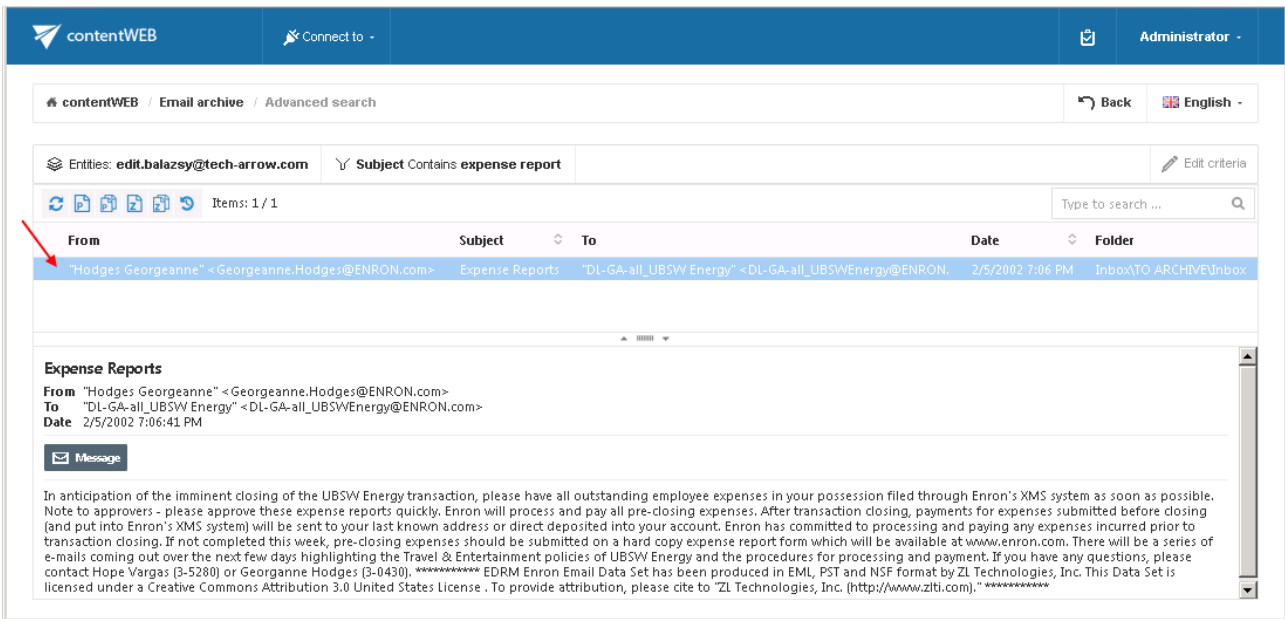 contentWEB Connect to Administrator
contentWEB / Email archive / Advanced search Back English
Entities: edit.balazsy@tech-arrow.com Subject Contains expense report Edit criteria
P P Z Z Items: 1 / 1 Type to search ...
From Subject To Date Folder
"Hodges Georgeanne" <Georgeanne.Hodges@ENRON.com> Expense Reports "DL-GA-all_UBSW Energy" <DL-GA-all_UBSWEnergy@ENRON. 2/5/2002 7:06 PM Inbox\TO ARCHIVE\Inbox
Expense Reports
From "Hodges Georgeanne" <Georgeanne.Hodges@ENRON.com>
To "DL-GA-all_UBSW Energy" <DL-GA-all_UBSWEnergy@ENRON.com>
Date 2/5/2002 7:06:41 PM
Message
In anticipation of the imminent closing of the UBSW Energy transaction, please have all outstanding employee expenses in your possession filed through Enron's XMS system as soon as possible.
Note to approvers - please approve these expense reports quickly. Enron will process and pay all pre-closing expenses. After transaction closing, payments for expenses submitted before closing
(and put into Enron's XMS system) will be sent to your last known address or direct deposited into your account. Enron has committed to processing and paying any expenses incurred prior to
transaction closing. If not completed this week, pre-closing expenses should be submitted on a hard copy expense report form which will be available at www.enron.com. There will be a series of
e-mails coming out over the next few days highlighting the Travel & Entertainment policies of UBSW Energy and the procedures for processing and payment. If you have any questions, please
contact Hope Vargas (3-5280) or Georganne Hodges (3-0430). *********** EDRM Enron Email Data Set has been produced in EML, PST and NSF format by ZL Technologies, Inc. This Data Set is
licensed under a Creative Commons Attribution 3.0 United States License . To provide attribution, please cite to "ZL Technologies, Inc. (http://www.zlti.com)." ***********